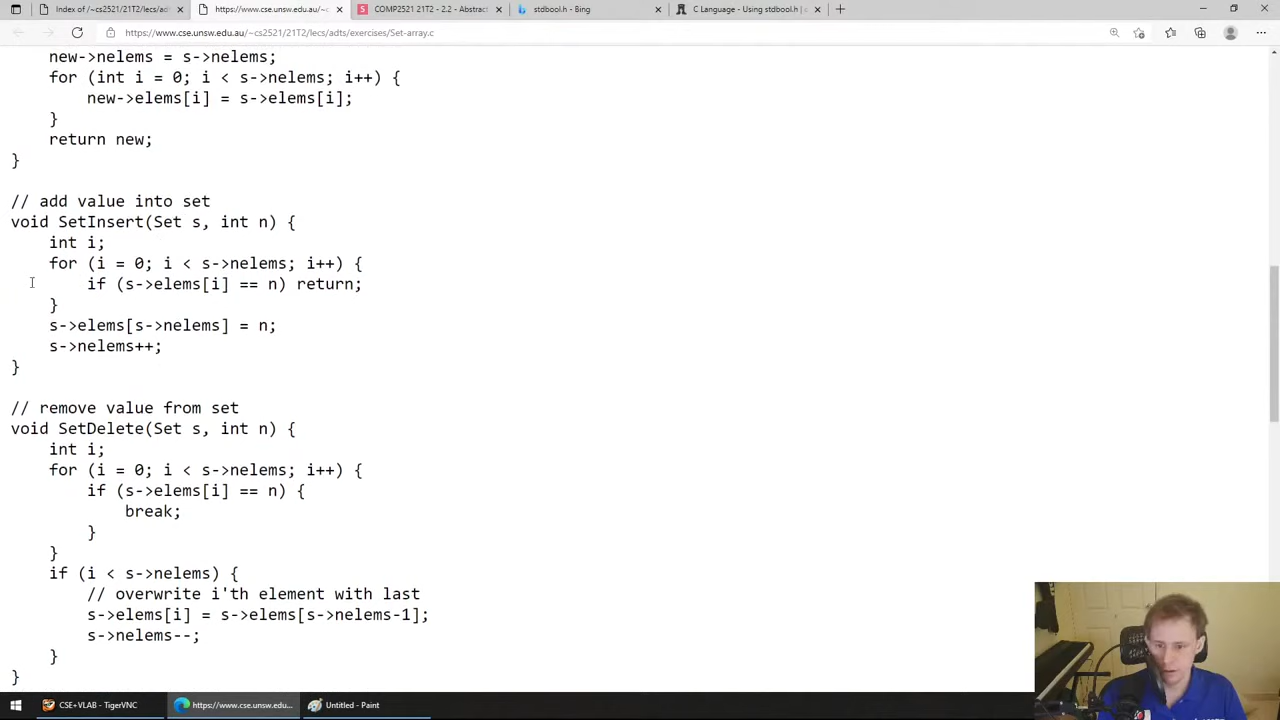 Index of /~cs2521/21T2/lecs/adt
https://www.cse.unsw.edu.au/~cs
COMP2521 21T2 - 2.2 - Abstract
stdbool.h - Bing
C Language - Using stdbool.h | c
https://www.cse.unsw.edu.au/~cs2521/21T2/lecs/adts/exercises/Set-array.c
new->nelems = s->nelems;
for (int i = 0; i < s->nelems; i++) {
new->elems[i] = s->elems[i];
}
return new;
}
// add value into set
void SetInsert(Set s, int n) {
int i;
for (i = 0; i < s->nelems; i++) {
if (s->elems[i] == n) return;
}
s->elems[s->nelems] = n;
s->nelems++;
}
// remove value from set
void SetDelete(Set s, int n) {
int i;
for (i = 0; i < s->nelems; i++) {
if (s->elems[i] == n) {
break;
}
}
if (i < s->nelems) {
// overwrite i'th element with last
s->elems[i] = s->elems[s->nelems-1];
s->nelems--;
}
}
CSE+VLAB - TigerVNC
https://www.cse.unsw.edu...
Untitled - Paint